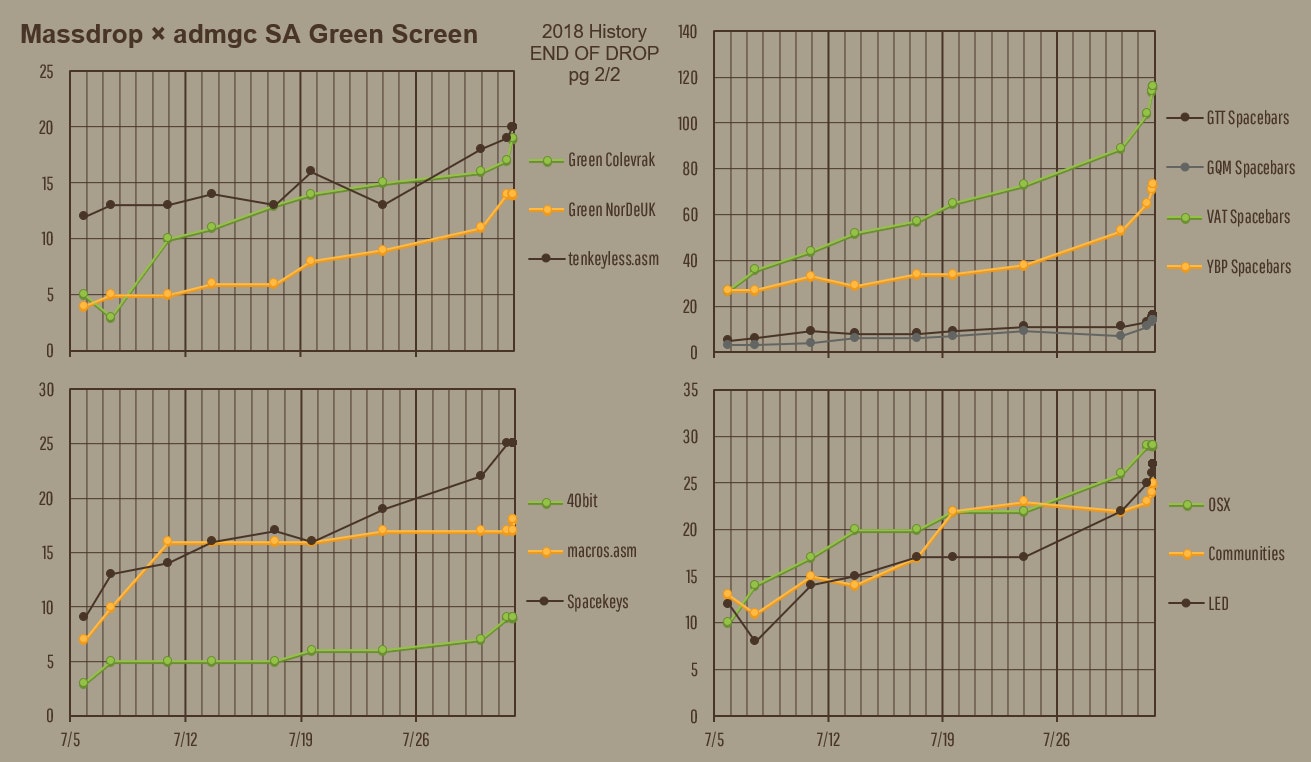 Massdrop × admgc SA Green Screen
2018 History
END OF DROP
pg 2/2
25
20
15
10
5
0
Green Colevrak
Green NorDeUK
tenkeyless.asm
140
120
100
80
60
40
20
0
GTT Spacebars
GQM Spacebars
VAT Spacebars
YBP Spacebars
30
25
20
15
10
5
0
7/5 7/12 7/19 7/26
40bit
macros.asm
Spacekeys
35
30
25
20
15
10
5
0
7/5 7/12 7/19 7/26
OSX
Communities
LED